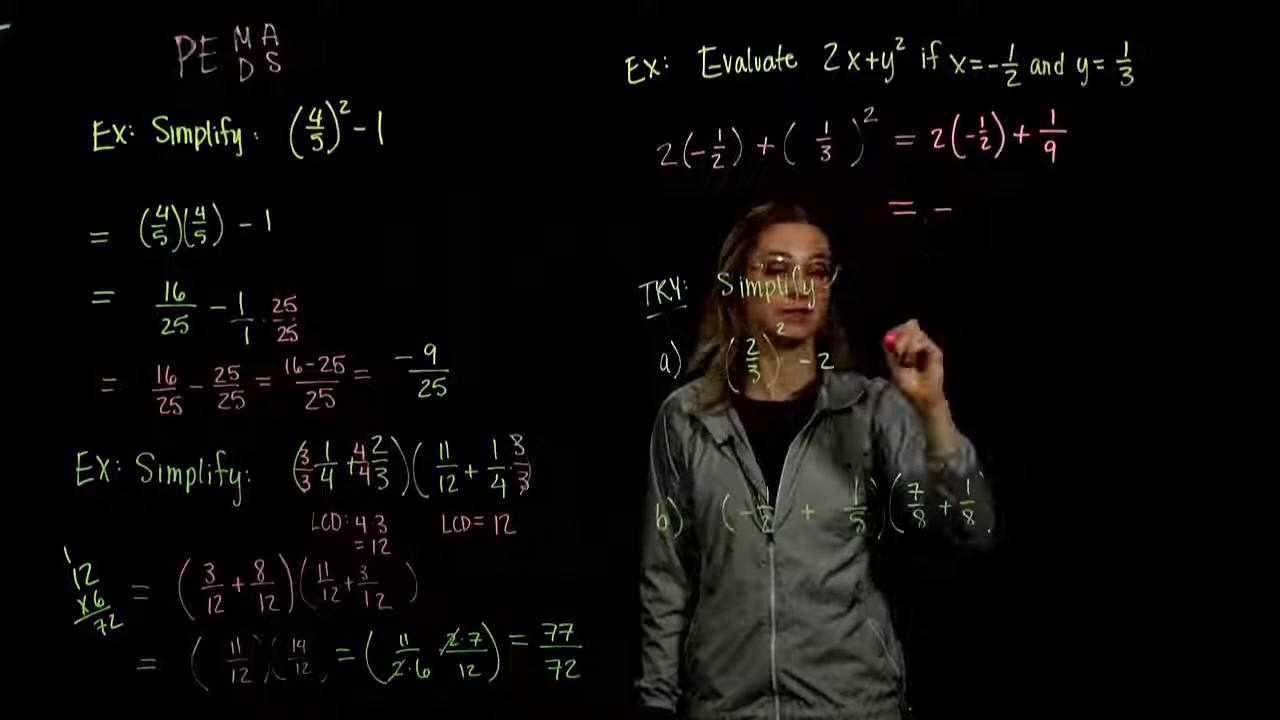 PE M A
D S
Ex: Simplify: (4/5)² - 1
= (4/5)(4/5) - 1
= 16/25 - 1/1 · 25/25
= 16/25 - 25/25 = 16-25/25 = -9/25
Ex: Simplify: (3/3 1/4 + 4/4 2/3)(11/12 + 1/4 · 3/3)
LCD: 4·3 LCD= 12
=12
1
12
x6
72
= (3/12 + 8/12)(11/12 + 3/12)
= (11/12)(14/12) = (11/2·6 2·7/12) = 77/72
Ex: Evaluate 2x+y² if x=-1/2 and y=1/3
2(-1/2) + (1/3)² = 2(-1/2) + 1/9
= -
TRY: Simplify
a) (2/3)² - 2
b) (-1/2 + 1/5)(7/8 + 1/8)